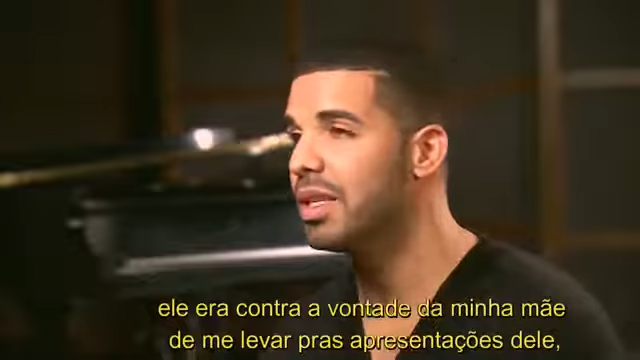 ele era contra a vontade da minha mãe
de me levar pras apresentações dele,